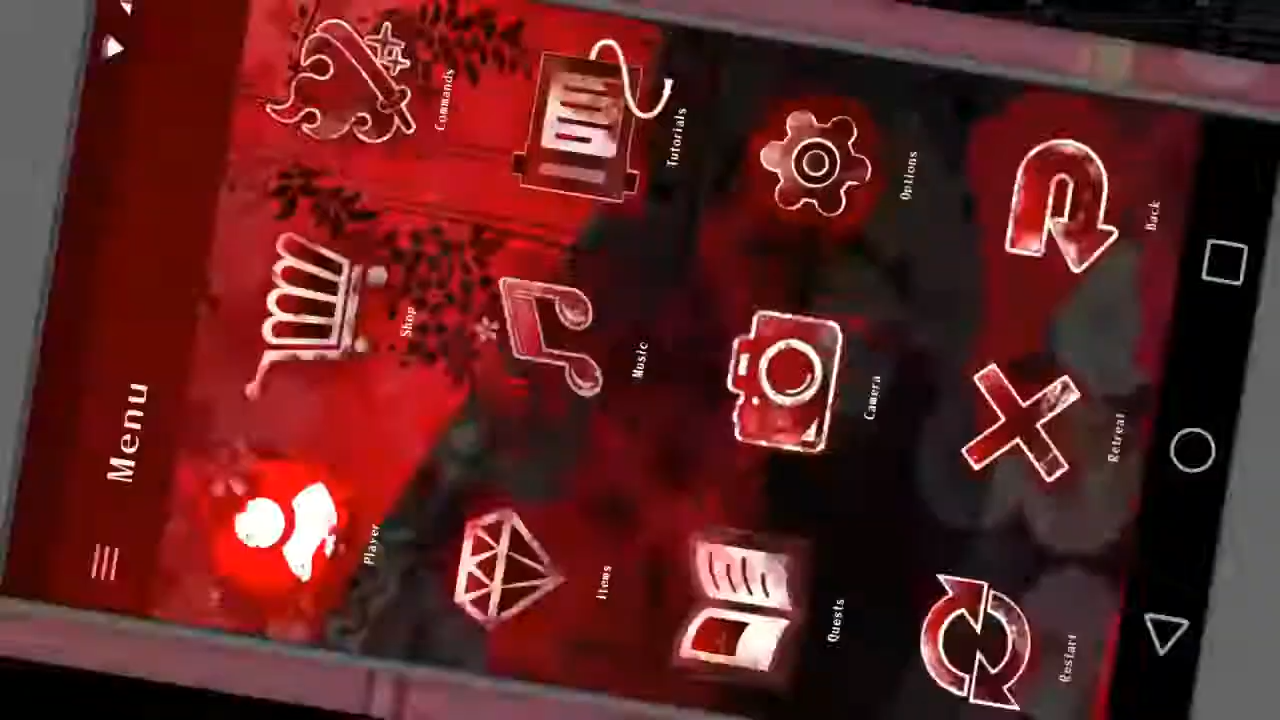 Menu
Player
Shop
Commands
Items
Music
Tutorials
Quests
Camera
Options
Restart
Retreat
Back